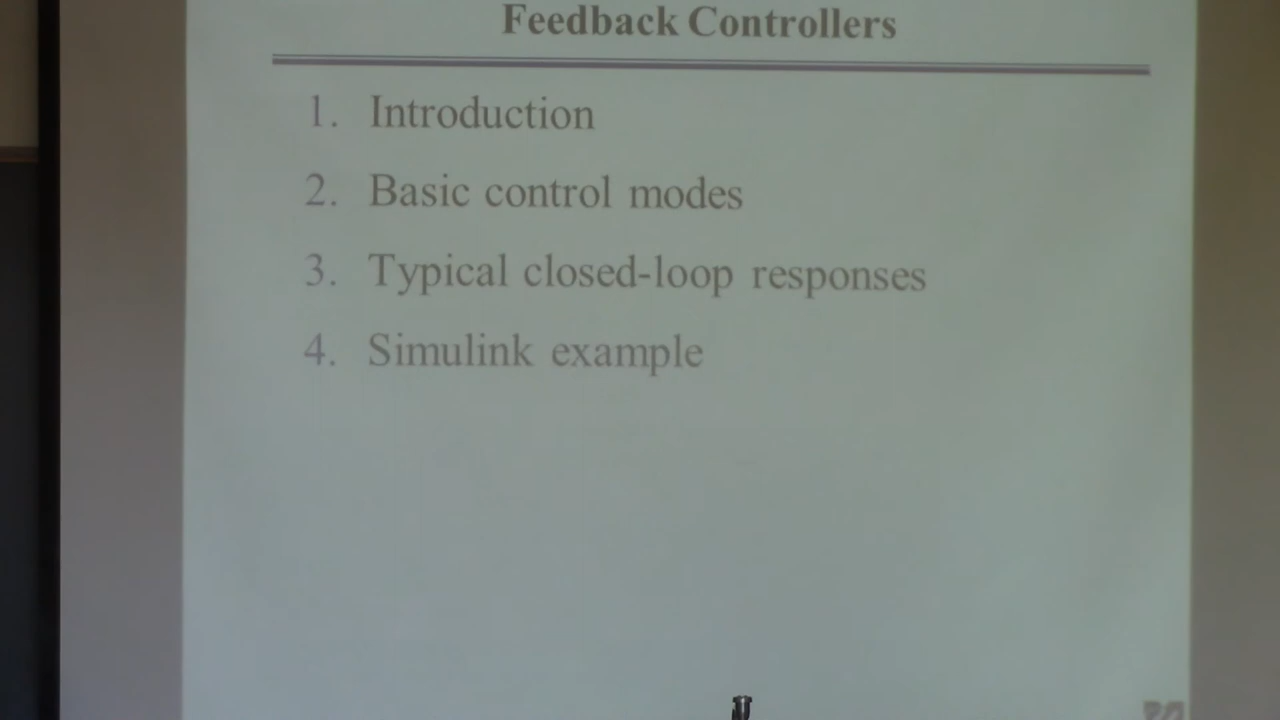 Feedback Controllers
1. Introduction
2. Basic control modes
3. Typical closed-loop responses
4. Simulink example